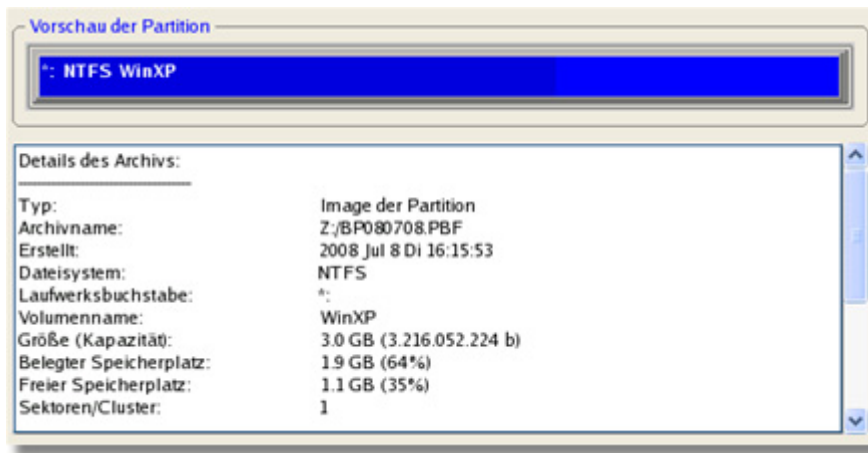 Vorschau der Partition
*: NTFS WinXP
Details des Archivs:
Typ: Image der Partition
Archivname: Z:/BP080708.PBF
Erstellt: 2008 Jul 8 Di 16:15:53
Dateisystem: NTFS
Laufwerksbuchstabe: *:
Volumenname: WinXP
Größe (Kapazität): 3.0 GB (3.216.052.224 b)
Belegter Speicherplatz: 1.9 GB (64%)
Freier Speicherplatz: 1.1 GB (35%)
Sektoren/Cluster: 1